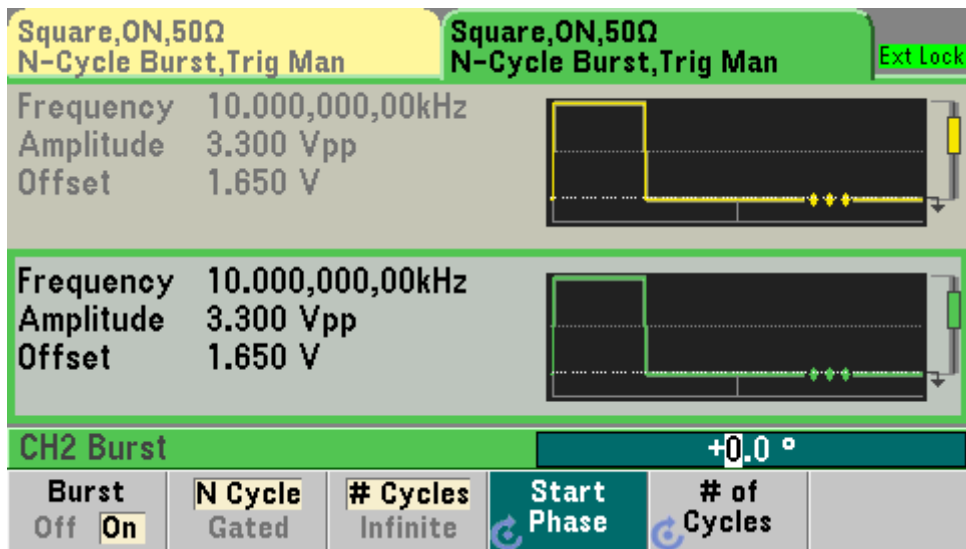 Square,ON,50Ω
N-Cycle Burst,Trig Man
Square,ON,50Ω
N-Cycle Burst,Trig Man
Ext Lock
Frequency 10.000,000,00kHz
Amplitude 3.300 Vpp
Offset 1.650 V
Frequency 10.000,000,00kHz
Amplitude 3.300 Vpp
Offset 1.650 V
CH2 Burst +0.0 °
Burst
Off On
N Cycle
Gated
# Cycles
Infinite
Start
Phase
# of
Cycles